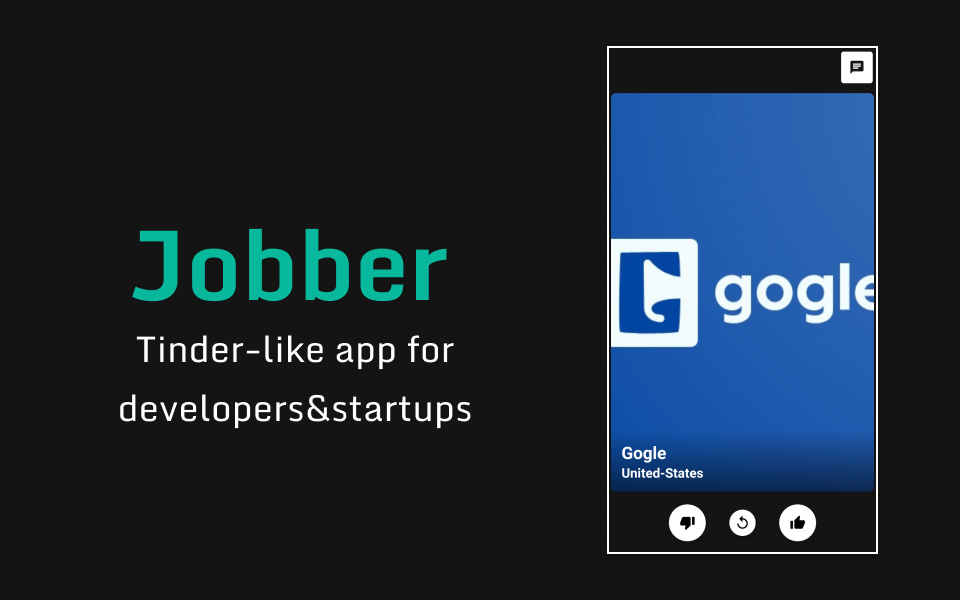 Jobber
Tinder-like app for
developers&startups
gogle
Gogle
United-States